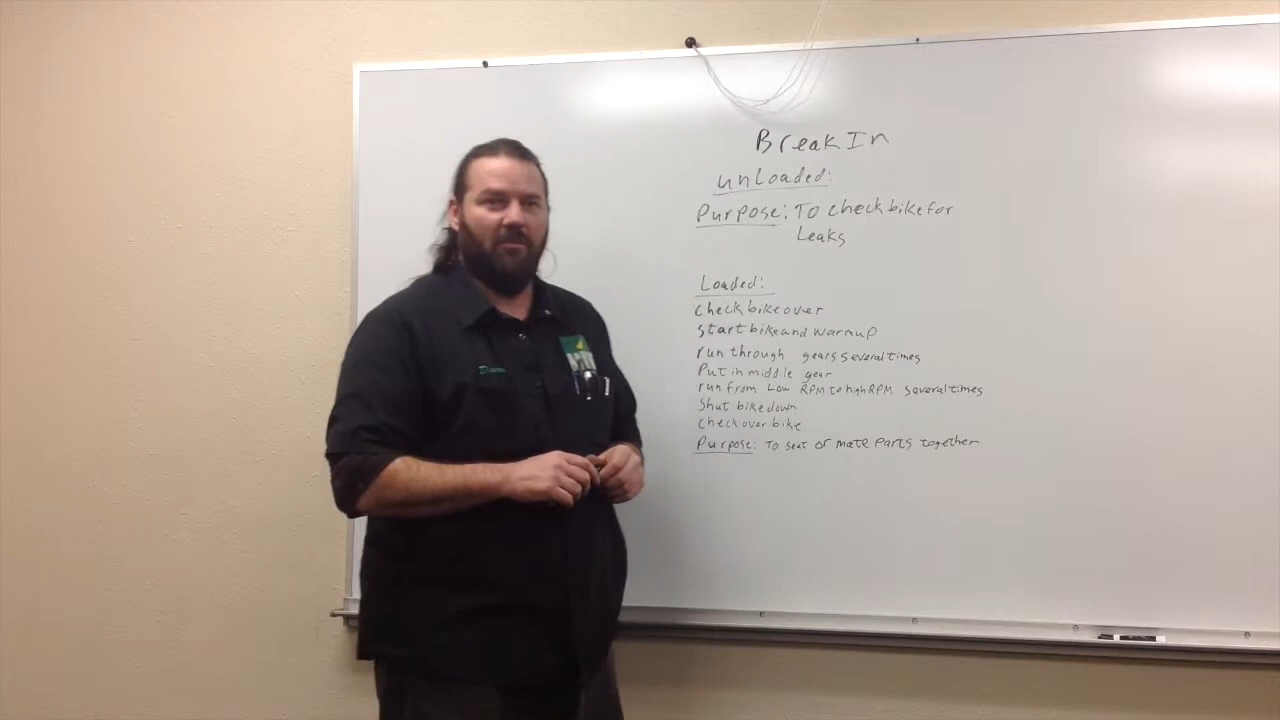 Break In
unLoaded:
Purpose: To check bike for
Leaks
Loaded:
check bike over
start bike and warm up
run through gears several times
Put in middle gear
run from Low RPM to high RPM several times
Shut bike down
Check over bike
Purpose: To seat or mate Parts together